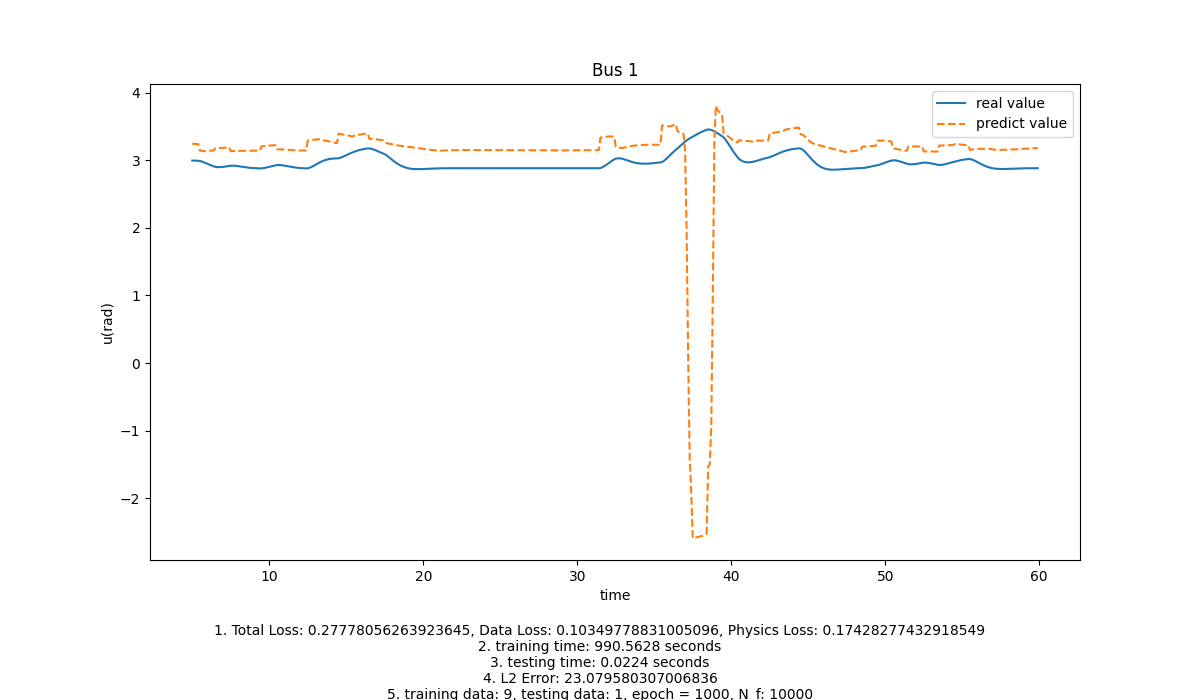 Bus 1
real value
predict value
4
3
2
1
0
−1
−2
u(rad)
10 20 30 40 50 60
time
1. Total Loss: 0.27778056263923645, Data Loss: 0.10349778831005096, Physics Loss: 0.17428277432918549
2. training time: 990.5628 seconds
3. testing time: 0.0224 seconds
4. L2 Error: 23.079580307006836
5. training data: 9, testing data: 1, epoch = 1000, N_f: 10000